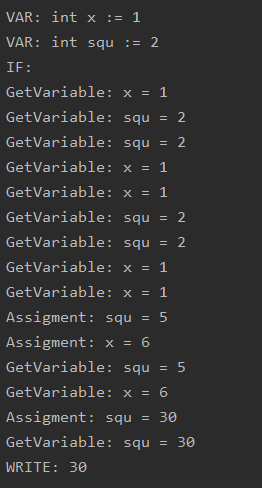 VAR: int x := 1
VAR: int squ := 2
IF:
GetVariable: x = 1
GetVariable: squ = 2
GetVariable: squ = 2
GetVariable: x = 1
GetVariable: x = 1
GetVariable: squ = 2
GetVariable: squ = 2
GetVariable: x = 1
GetVariable: x = 1
Assigment: squ = 5
Assigment: x = 6
GetVariable: squ = 5
GetVariable: x = 6
Assigment: squ = 30
GetVariable: squ = 30
WRITE: 30